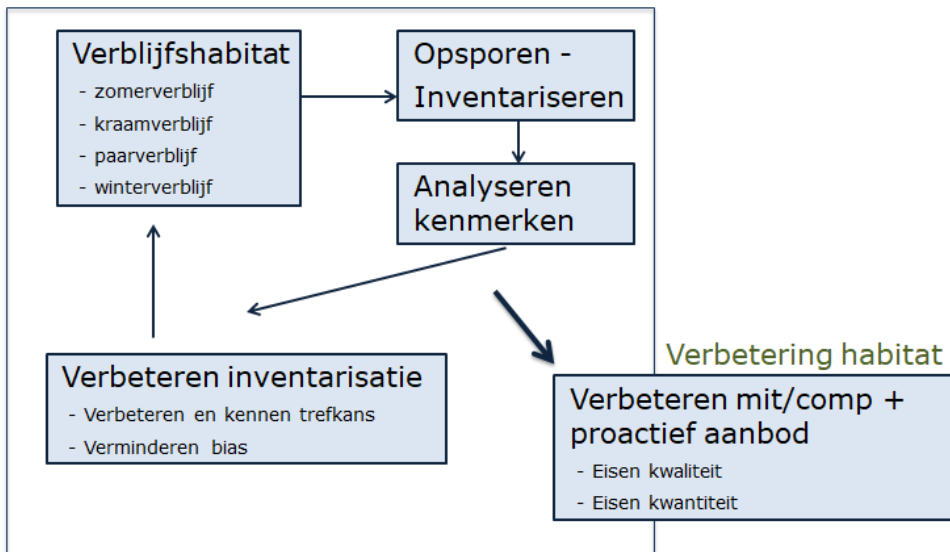 Verblijfshabitat
- zomerverblijf
- kraamverblijf
- paarverblijf
- winterverblijf
Opsporen -
Inventariseren
Analyseren
kenmerken
Verbeteren inventarisatie
- Verbeteren en kennen trefkans
- Verminderen bias
Verbetering habitat
Verbeteren mit/comp +
proactief aanbod
- Eisen kwaliteit
- Eisen kwantiteit